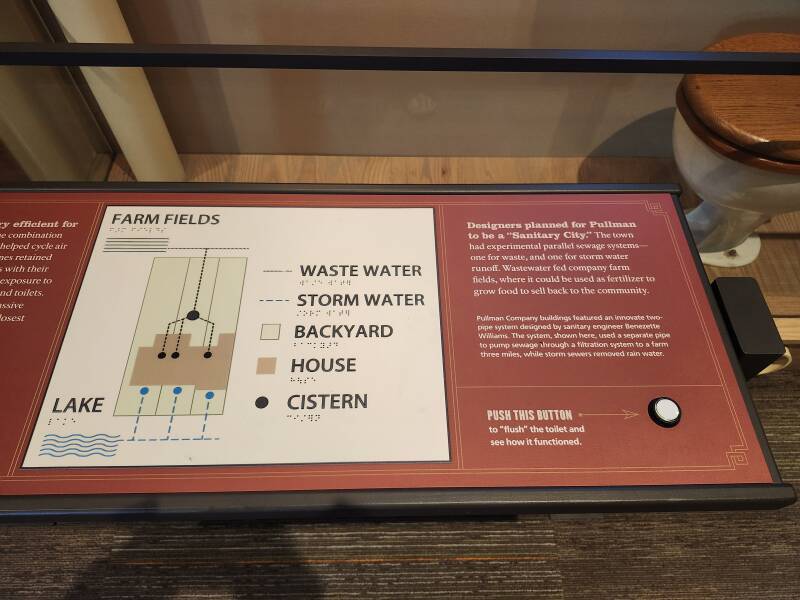 ry efficient for
e combination
helped cycle air
nes retained
s with their
exposure to
nd toilets.
ssive
losest
FARM FIELDS
WASTE WATER
STORM WATER
BACKYARD
HOUSE
CISTERN
LAKE
Designers planned for Pullman
to be a “Sanitary City.” The town
had experimental parallel sewage systems—
one for waste, and one for storm water
runoff. Wastewater fed company farm
fields, where it could be used as fertilizer to
grow food to sell back to the community.
Pullman Company buildings featured an innovate two-
pipe system designed by sanitary engineer Benezette
Williams. The system, shown here, used a separate pipe
to pump sewage through a filtration system to a farm
three miles, while storm sewers removed rain water.
PUSH THIS BUTTON
to "flush" the toilet and
see how it functioned.